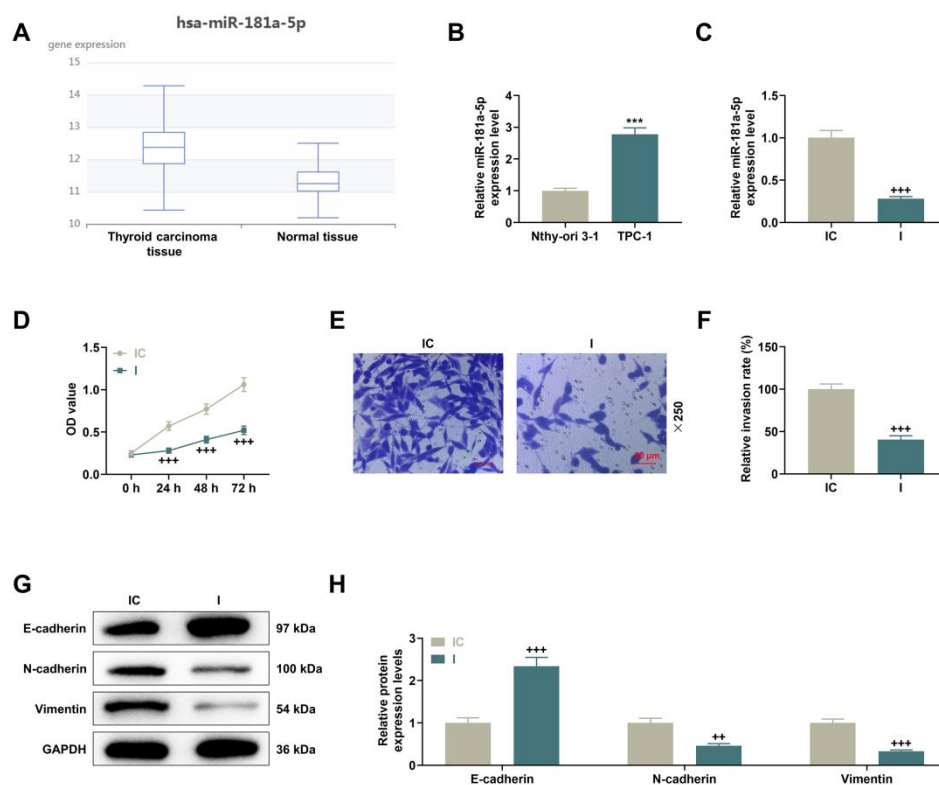 A
hsa-miR-181a-5p
gene expression
15
14
13
12
11
10
Thyroid carcinoma
tissue
Normal tissue
B
Relative miR-181a-5p
expression level
4
3
2
1
0
***
Nthy-ori 3-1
TPC-1
C
Relative miR-181a-5p
expression level
1.5
1.0
0.5
0.0
+++
IC
I
D
OD value
1.5
1.0
0.5
0.0
IC
I
+++
+++
+++
0 h
24 h
48 h
72 h
E
IC
I
×250
F
Relative invasion rate (%)
150
100
50
0
+++
IC
I
G
IC
I
E-cadherin
97 kDa
N-cadherin
100 kDa
Vimentin
54 kDa
GAPDH
36 kDa
H
Relative protein
expression levels
3
2
1
0
IC
I
+++
++
+++
E-cadherin
N-cadherin
Vimentin